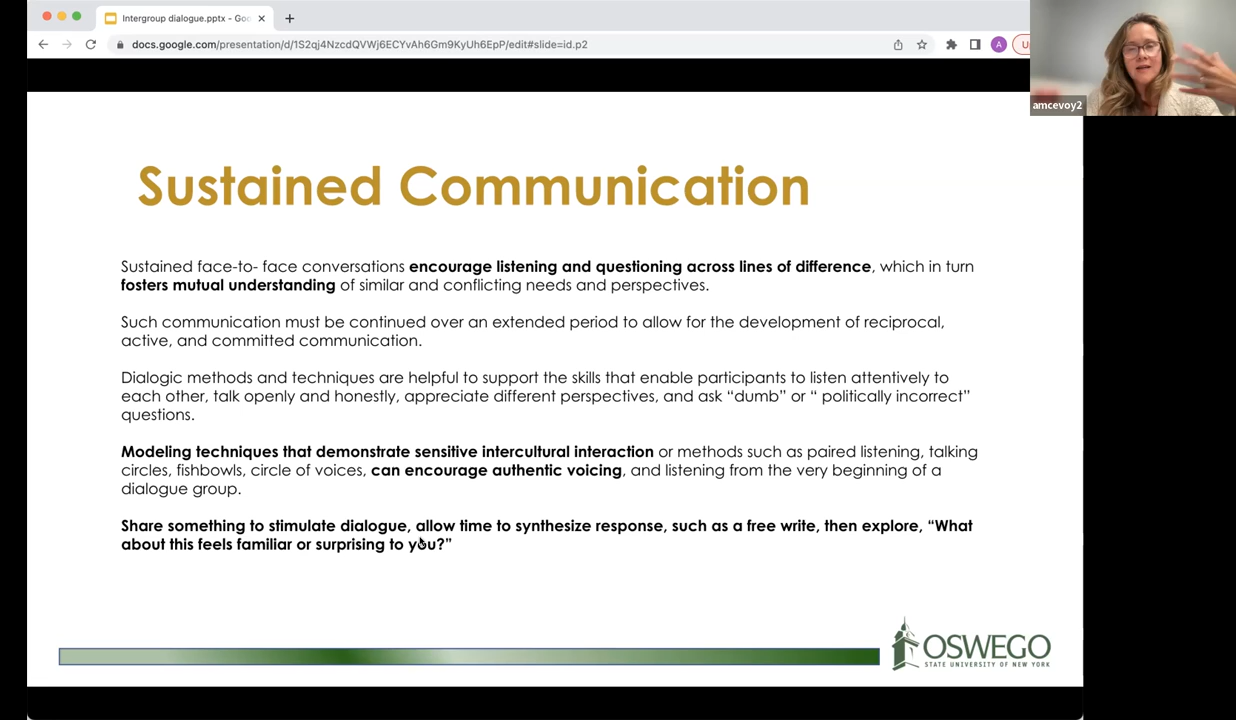 Intergroup dialogue.pptx - Goo
docs.google.com/presentation/d/1S2qj4NzcdQVWj6ECYvAh6Gm9KyUh6EpP/edit#slide=id.p2
A
amcevoy2
Sustained Communication
Sustained face-to- face conversations encourage listening and questioning across lines of difference, which in turn
fosters mutual understanding of similar and conflicting needs and perspectives.
Such communication must be continued over an extended period to allow for the development of reciprocal,
active, and committed communication.
Dialogic methods and techniques are helpful to support the skills that enable participants to listen attentively to
each other, talk openly and honestly, appreciate different perspectives, and ask “dumb” or “ politically incorrect”
questions.
Modeling techniques that demonstrate sensitive intercultural interaction or methods such as paired listening, talking
circles, fishbowls, circle of voices, can encourage authentic voicing, and listening from the very beginning of a
dialogue group.
Share something to stimulate dialogue, allow time to synthesize response, such as a free write, then explore, “What
about this feels familiar or surprising to you?”
OSWEGO
STATE UNIVERSITY OF NEW YORK